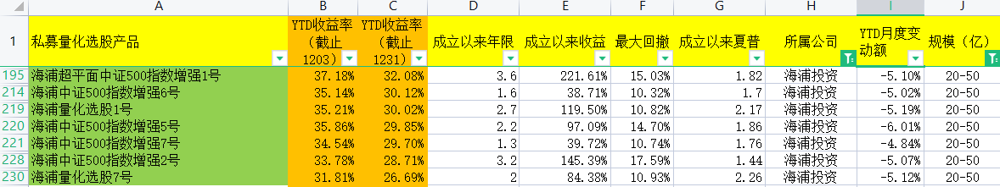 A B C D E F G H I J
1 私募量化选股产品 YTD收益率（截止1203） YTD收益率（截止1231） 成立以来年限 成立以来收益 最大回撤 成立以来夏普 所属公司 YTD月度变动额 规模（亿）
195 海浦超平面中证500指数增强1号 37.18% 32.08% 3.6 221.61% 15.03% 1.82 海浦投资 -5.10% 20-50
214 海浦中证500指数增强6号 35.14% 30.12% 1.6 38.71% 10.32% 1.7 海浦投资 -5.02% 20-50
219 海浦量化选股1号 35.21% 30.02% 2.7 119.50% 10.82% 2.17 海浦投资 -5.19% 20-50
220 海浦中证500指数增强5号 35.86% 29.85% 2.2 97.09% 14.70% 1.86 海浦投资 -6.01% 20-50
221 海浦中证500指数增强7号 34.54% 29.70% 1.3 39.72% 10.74% 1.76 海浦投资 -4.84% 20-50
228 海浦中证500指数增强2号 33.78% 28.71% 3.2 145.39% 17.59% 1.44 海浦投资 -5.07% 20-50
230 海浦量化选股7号 31.81% 26.69% 2 84.38% 10.93% 2.26 海浦投资 -5.12% 20-50